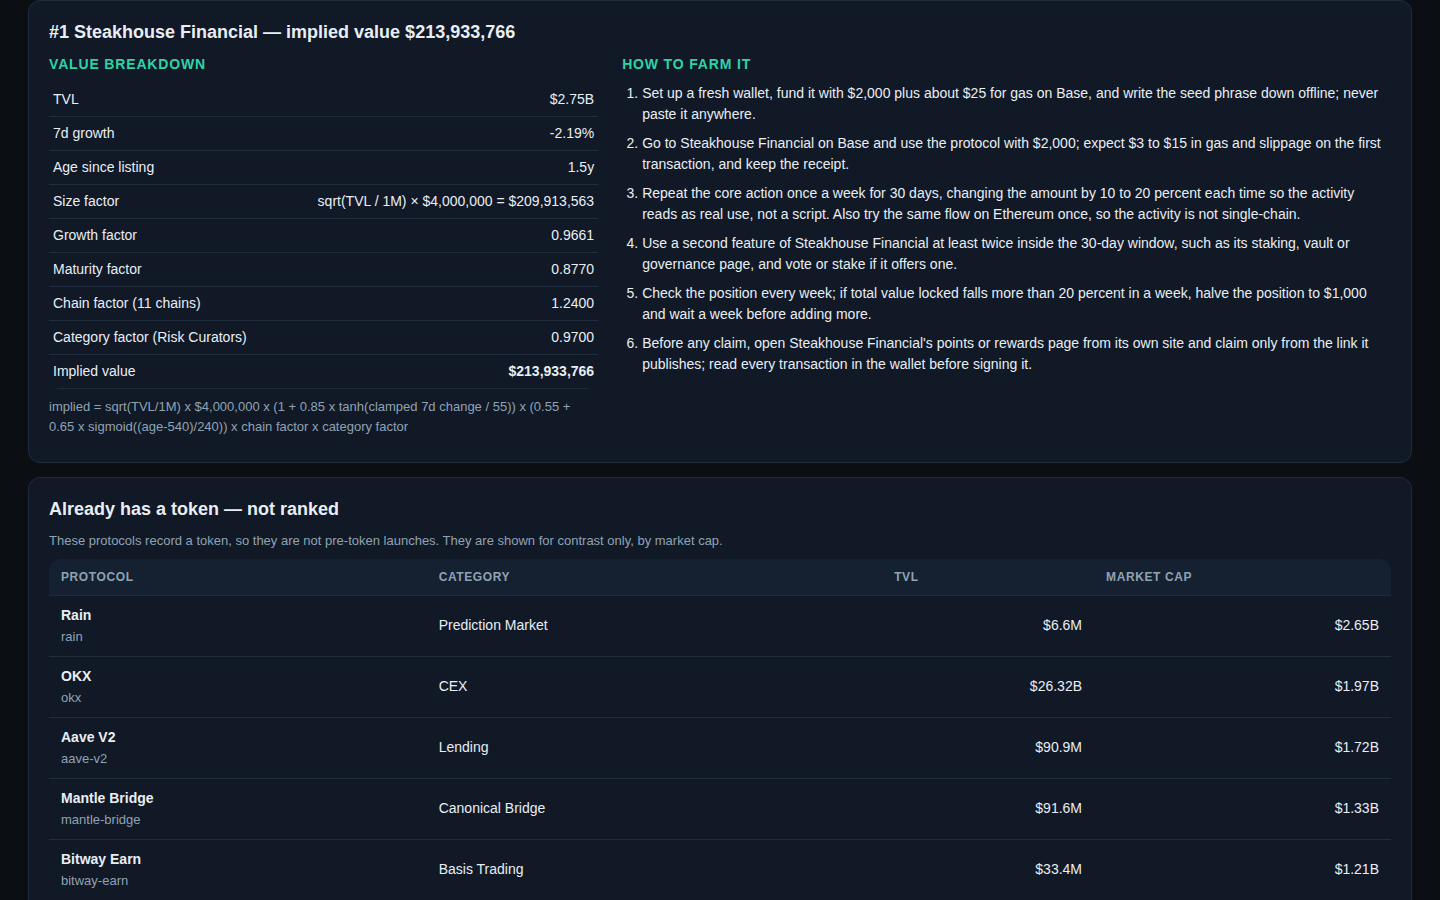 #1 Steakhouse Financial — implied value $213,933,766
VALUE BREAKDOWN
TVL $2.75B
7d growth -2.19%
Age since listing 1.5y
Size factor sqrt(TVL / 1M) × $4,000,000 = $209,913,563
Growth factor 0.9661
Maturity factor 0.8770
Chain factor (11 chains) 1.2400
Category factor (Risk Curators) 0.9700
Implied value $213,933,766
implied = sqrt(TVL/1M) x $4,000,000 x (1 + 0.85 x tanh(clamped 7d change / 55)) x (0.55 +
0.65 x sigmoid((age-540)/240)) x chain factor x category factor
HOW TO FARM IT
1. Set up a fresh wallet, fund it with $2,000 plus about $25 for gas on Base, and write the seed phrase down offline; never
paste it anywhere.
2. Go to Steakhouse Financial on Base and use the protocol with $2,000; expect $3 to $15 in gas and slippage on the first
transaction, and keep the receipt.
3. Repeat the core action once a week for 30 days, changing the amount by 10 to 20 percent each time so the activity
reads as real use, not a script. Also try the same flow on Ethereum once, so the activity is not single-chain.
4. Use a second feature of Steakhouse Financial at least twice inside the 30-day window, such as its staking, vault or
governance page, and vote or stake if it offers one.
5. Check the position every week; if total value locked falls more than 20 percent in a week, halve the position to $1,000
and wait a week before adding more.
6. Before any claim, open Steakhouse Financial's points or rewards page from its own site and claim only from the link it
publishes; read every transaction in the wallet before signing it.
Already has a token — not ranked
These protocols record a token, so they are not pre-token launches. They are shown for contrast only, by market cap.
PROTOCOL CATEGORY TVL MARKET CAP
Rain
rain
Prediction Market $6.6M $2.65B
OKX
okx
CEX $26.32B $1.97B
Aave V2
aave-v2
Lending $90.9M $1.72B
Mantle Bridge
mantle-bridge
Canonical Bridge $91.6M $1.33B
Bitway Earn
bitway-earn
Basis Trading $33.4M $1.21B